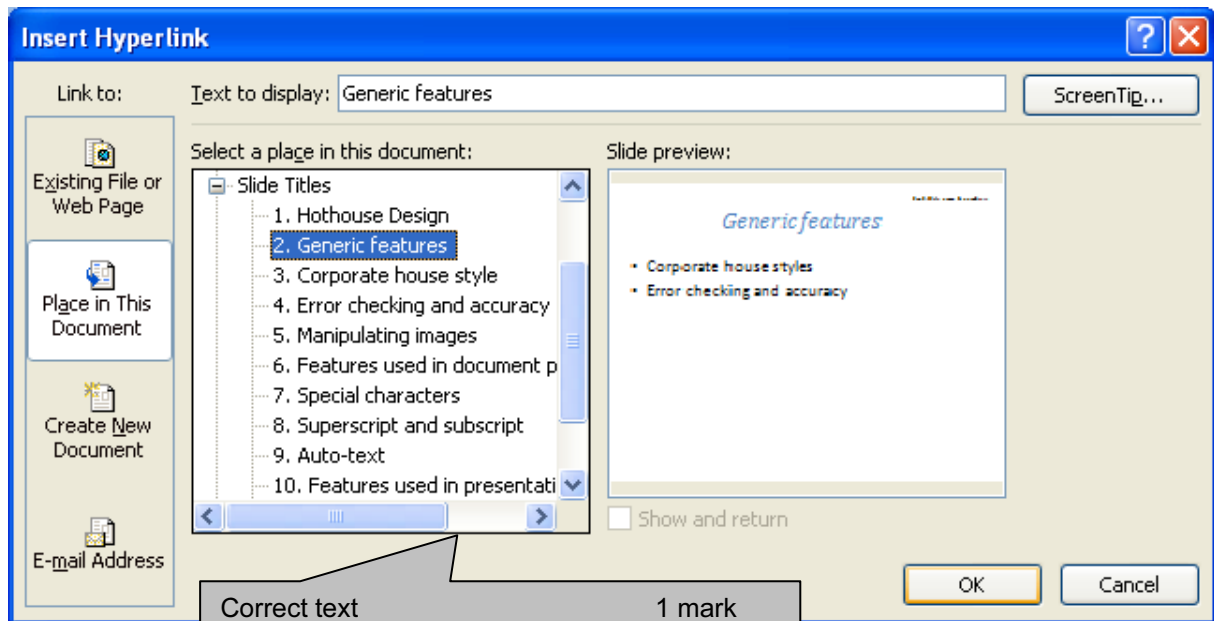 Insert Hyperlink
Link to:
Text to display: Generic features
ScreenTip...
Existing File or
Web Page
Place in This
Document
Create New
Document
E-mail Address
Select a place in this document:
Slide Titles
1. Hothouse Design
2. Generic features
3. Corporate house style
4. Error checking and accuracy
5. Manipulating images
6. Features used in document p
7. Special characters
8. Superscript and subscript
9. Auto-text
10. Features used in presentati
Slide preview:
Generic features
• Corporate house styles
• Error checkiing and accuracy
Show and return
OK
Cancel
Correct text 1 mark